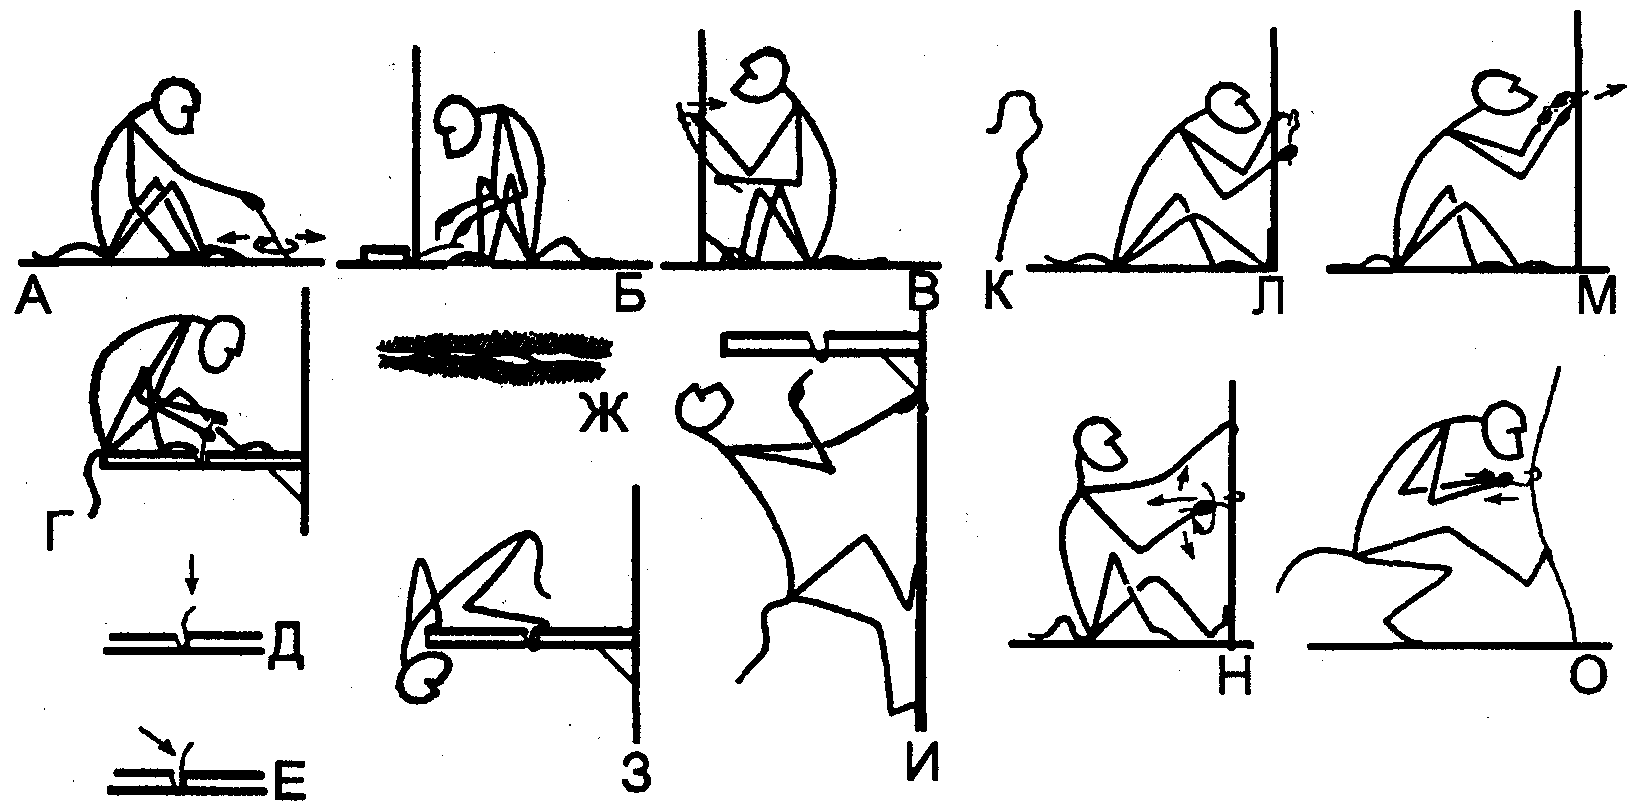 А Б В К Л М
Г Ж
Д З И Н О
Е